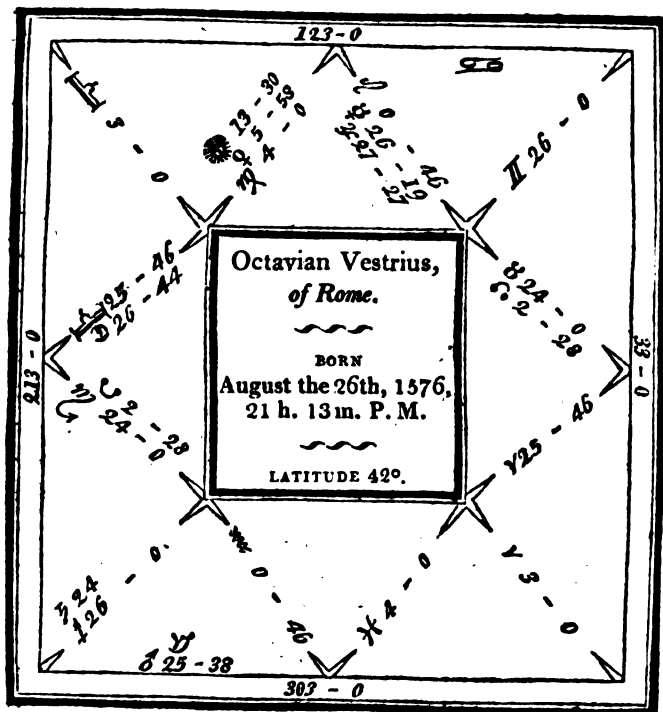 123-0
♋
♎ 3 - 0
☉ 13 - 30
♀ 5 - 58
♍ 4 - 0
♌ 0 - 46
☿ 26 - 19
27 - 27
♊ 26 - 0
♎ 25 - 46
☽ 26 - 44
♉ 24 - 0
☊ 2 - 28
213 - 0
33 - 0
Octavian Vestrius,
of Rome.
BORN
August the 26th, 1576,
21 h. 13m. P. M.
LATITUDE 42°.
☋ 2 - 28
♏ 24 - 0
♈ 25 - 46
♄ 24
♐ 26 - 0
♒ 0 - 46
♓ 4 - 0
♈ 3 - 0
♑
♂ 25 - 38
303 - 0